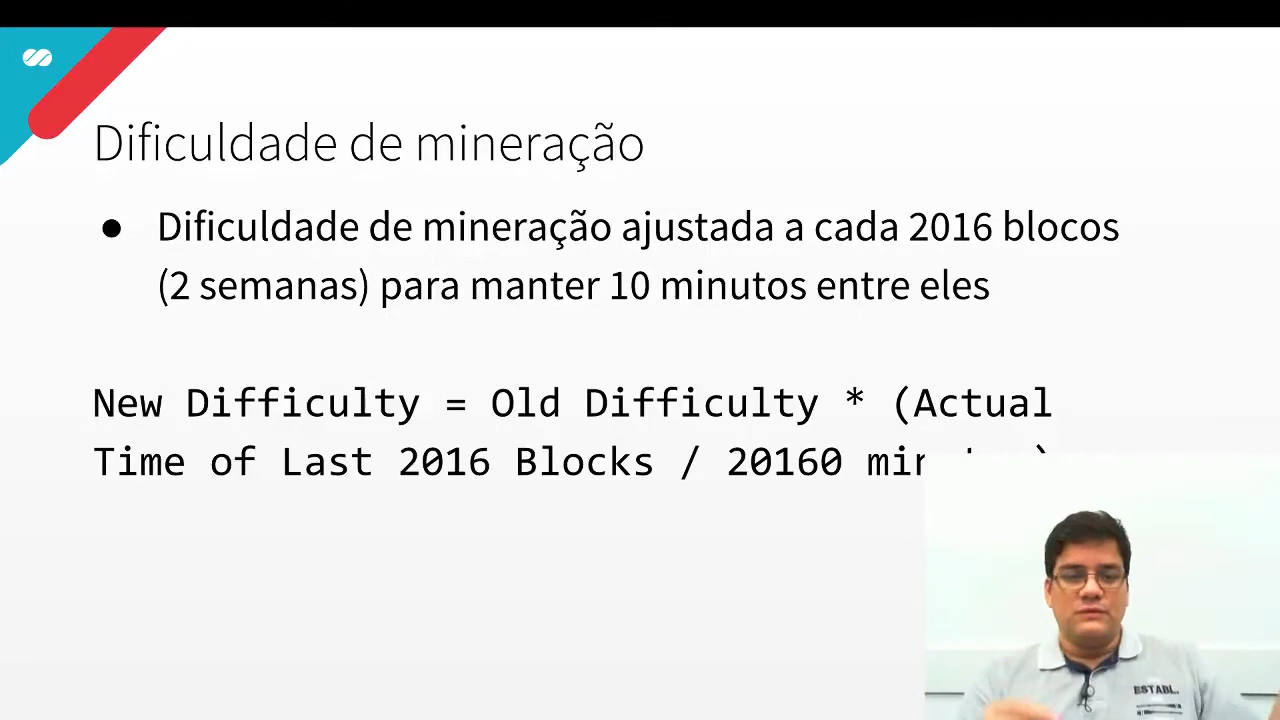 Dificuldade de mineração
● Dificuldade de mineração ajustada a cada 2016 blocos
(2 semanas) para manter 10 minutos entre eles
New Difficulty = Old Difficulty * (Actual
Time of Last 2016 Blocks / 20160
ESTABL.